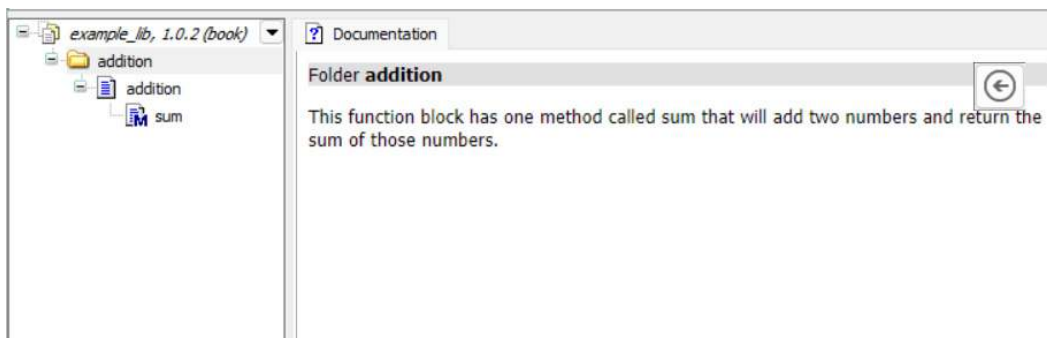 example_lib, 1.0.2 (book)
addition
addition
sum
Documentation
Folder addition
This function block has one method called sum that will add two numbers and return the
sum of those numbers.